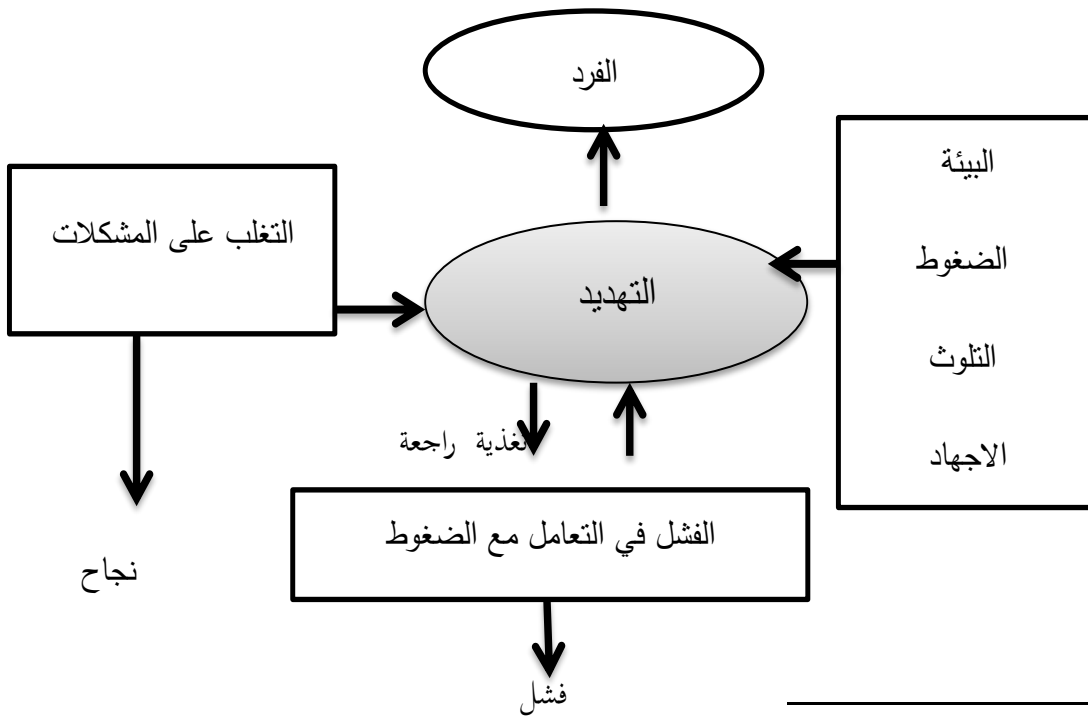 الفرد
البيئة
الضغوط
التلوث
الاجهاد
التغلب على المشكلات
التهديد
تغذية راجعة
الفشل في التعامل مع الضغوط
نجاح
فشل